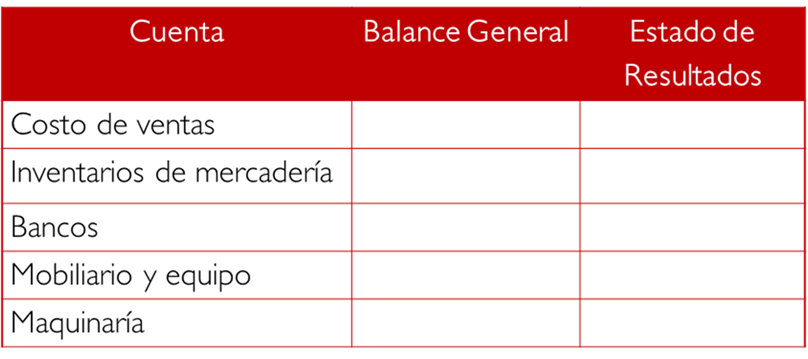 Cuenta Balance General Estado de
Resultados
Costo de ventas
Inventarios de mercadería
Bancos
Mobiliario y equipo
Maquinaría